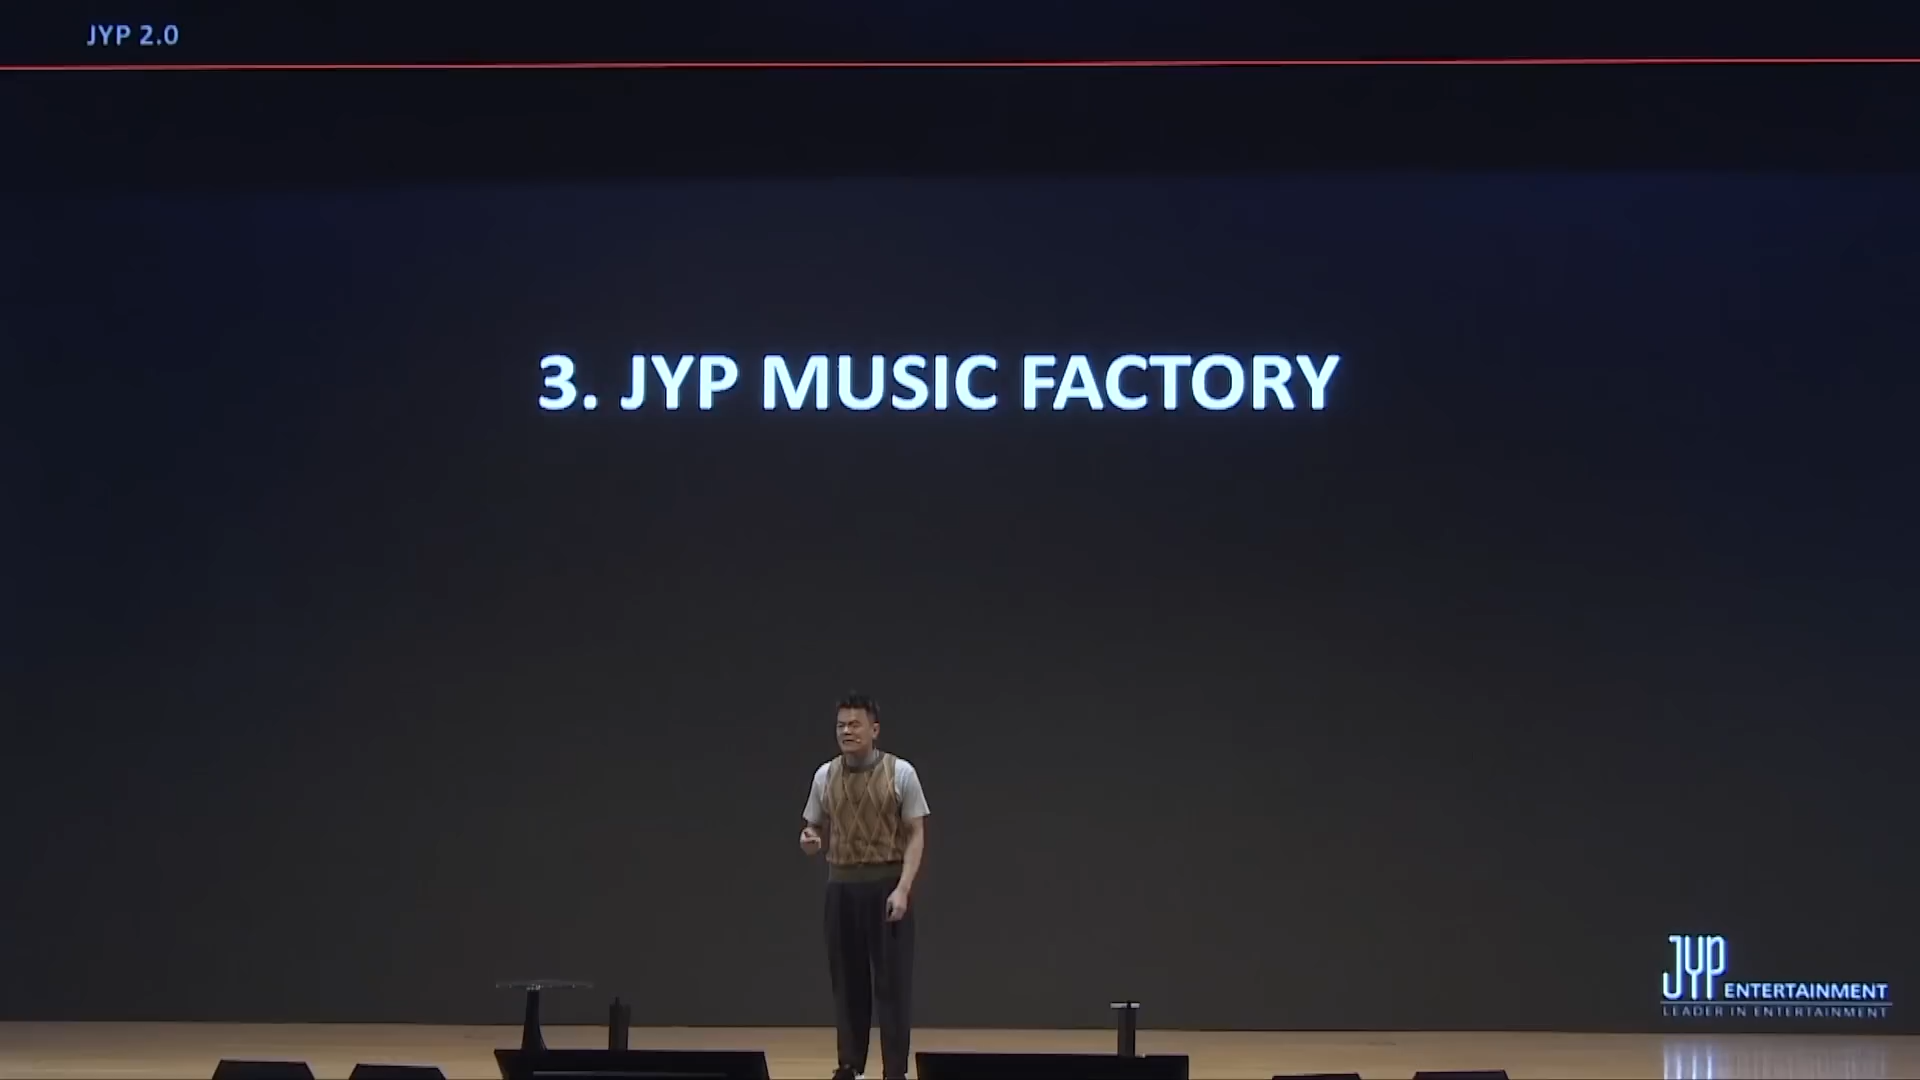 JYP 2.0
3. JYP MUSIC FACTORY
JYP ENTERTAINMENT
LEADER IN ENTERTAINMENT